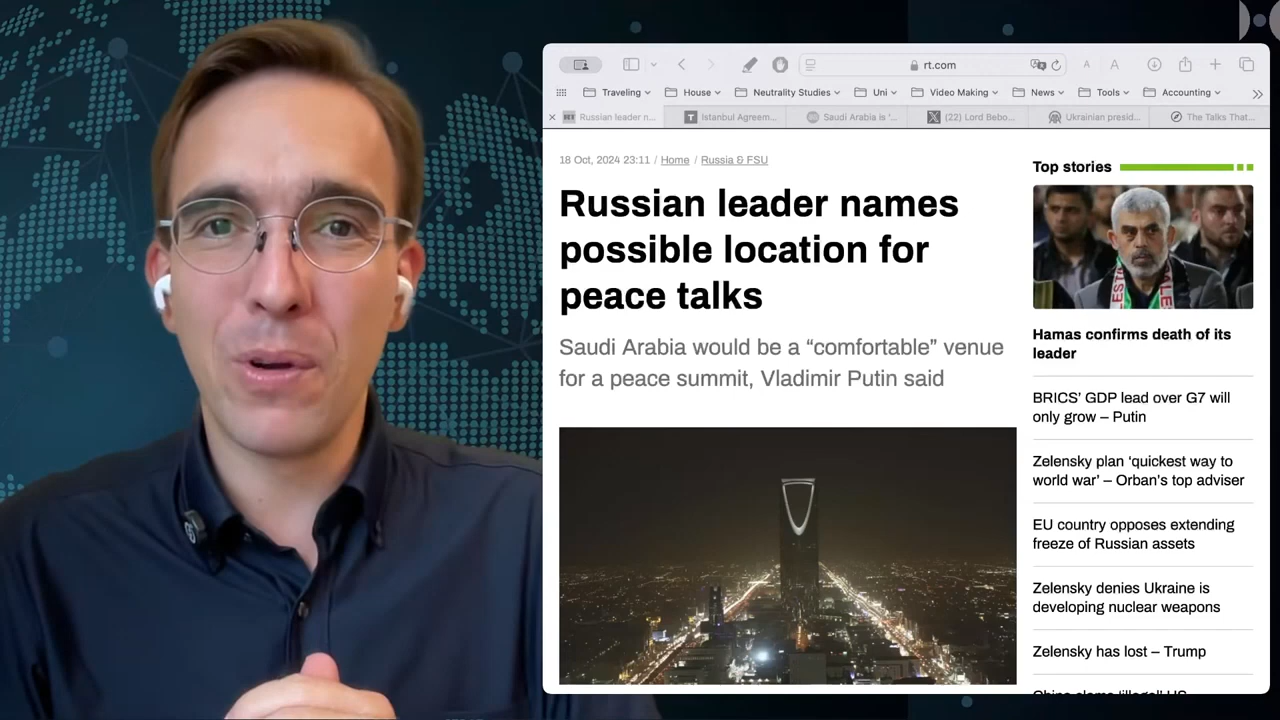 rt.com
A A
Traveling House Neutrality Studies Uni Video Making News Tools Accounting
Russian leader n... Istanbul Agreem... Saudi Arabia is '... (22) Lord Bebo... Ukrainian presid... The Talks That...
18 Oct, 2024 23:11 / Home / Russia & FSU
Russian leader names
possible location for
peace talks
Saudi Arabia would be a “comfortable” venue
for a peace summit, Vladimir Putin said
Top stories
Hamas confirms death of its
leader
BRICS’ GDP lead over G7 will
only grow – Putin
Zelensky plan ‘quickest way to
world war’ – Orban’s top adviser
EU country opposes extending
freeze of Russian assets
Zelensky denies Ukraine is
developing nuclear weapons
Zelensky has lost – Trump